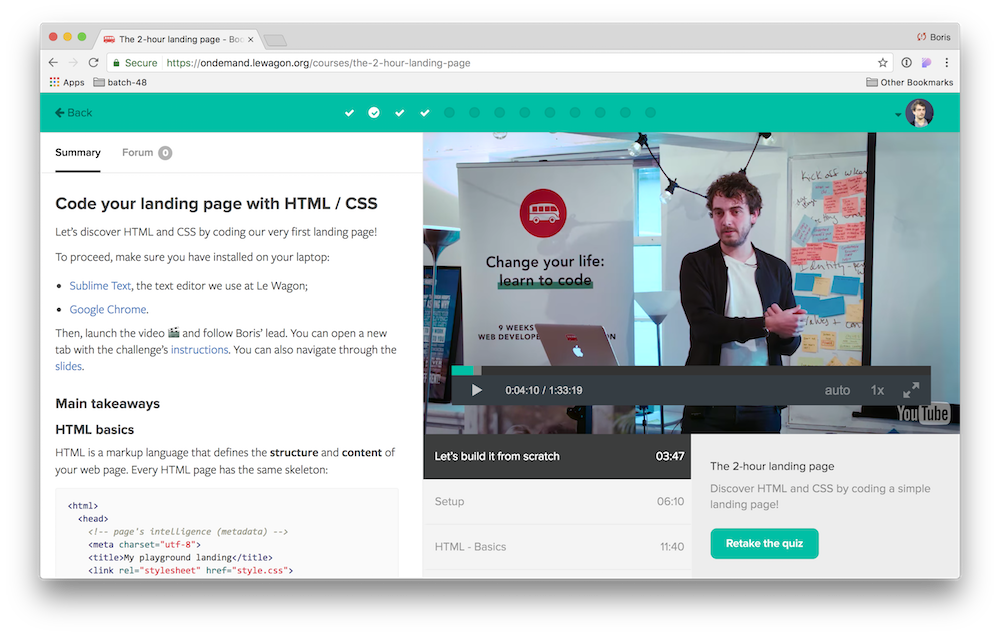 The 2-hour landing page - Boo
Boris
Secure
https://ondemand.lewagon.org/courses/the-2-hour-landing-page
Apps
batch-48
Other Bookmarks
Back
Summary
Forum 0
Code your landing page with HTML / CSS
Let's discover HTML and CSS by coding our very first landing page!
To proceed, make sure you have installed on your laptop:
• Sublime Text, the text editor we use at Le Wagon;
• Google Chrome.
Then, launch the video 🎬 and follow Boris' lead. You can open a new
tab with the challenge's instructions. You can also navigate through the
slides.
Main takeaways
HTML basics
HTML is a markup language that defines the structure and content of
your web page. Every HTML page has the same skeleton:
<html>
<head>
<!-- page's intelligence (metadata) -->
<meta charset="utf-8">
<title>My playground landing</title>
<link rel="stylesheet" href="style.css">
Change your life:
learn to code
9 WEEKS
WEB DEVELOPE
Kick off
0:04:10 / 1:33:19
auto
1x
YouTube
Let's build it from scratch
03:47
Setup
06:10
HTML - Basics
11:40
The 2-hour landing page
Discover HTML and CSS by coding a simple
landing page!
Retake the quiz